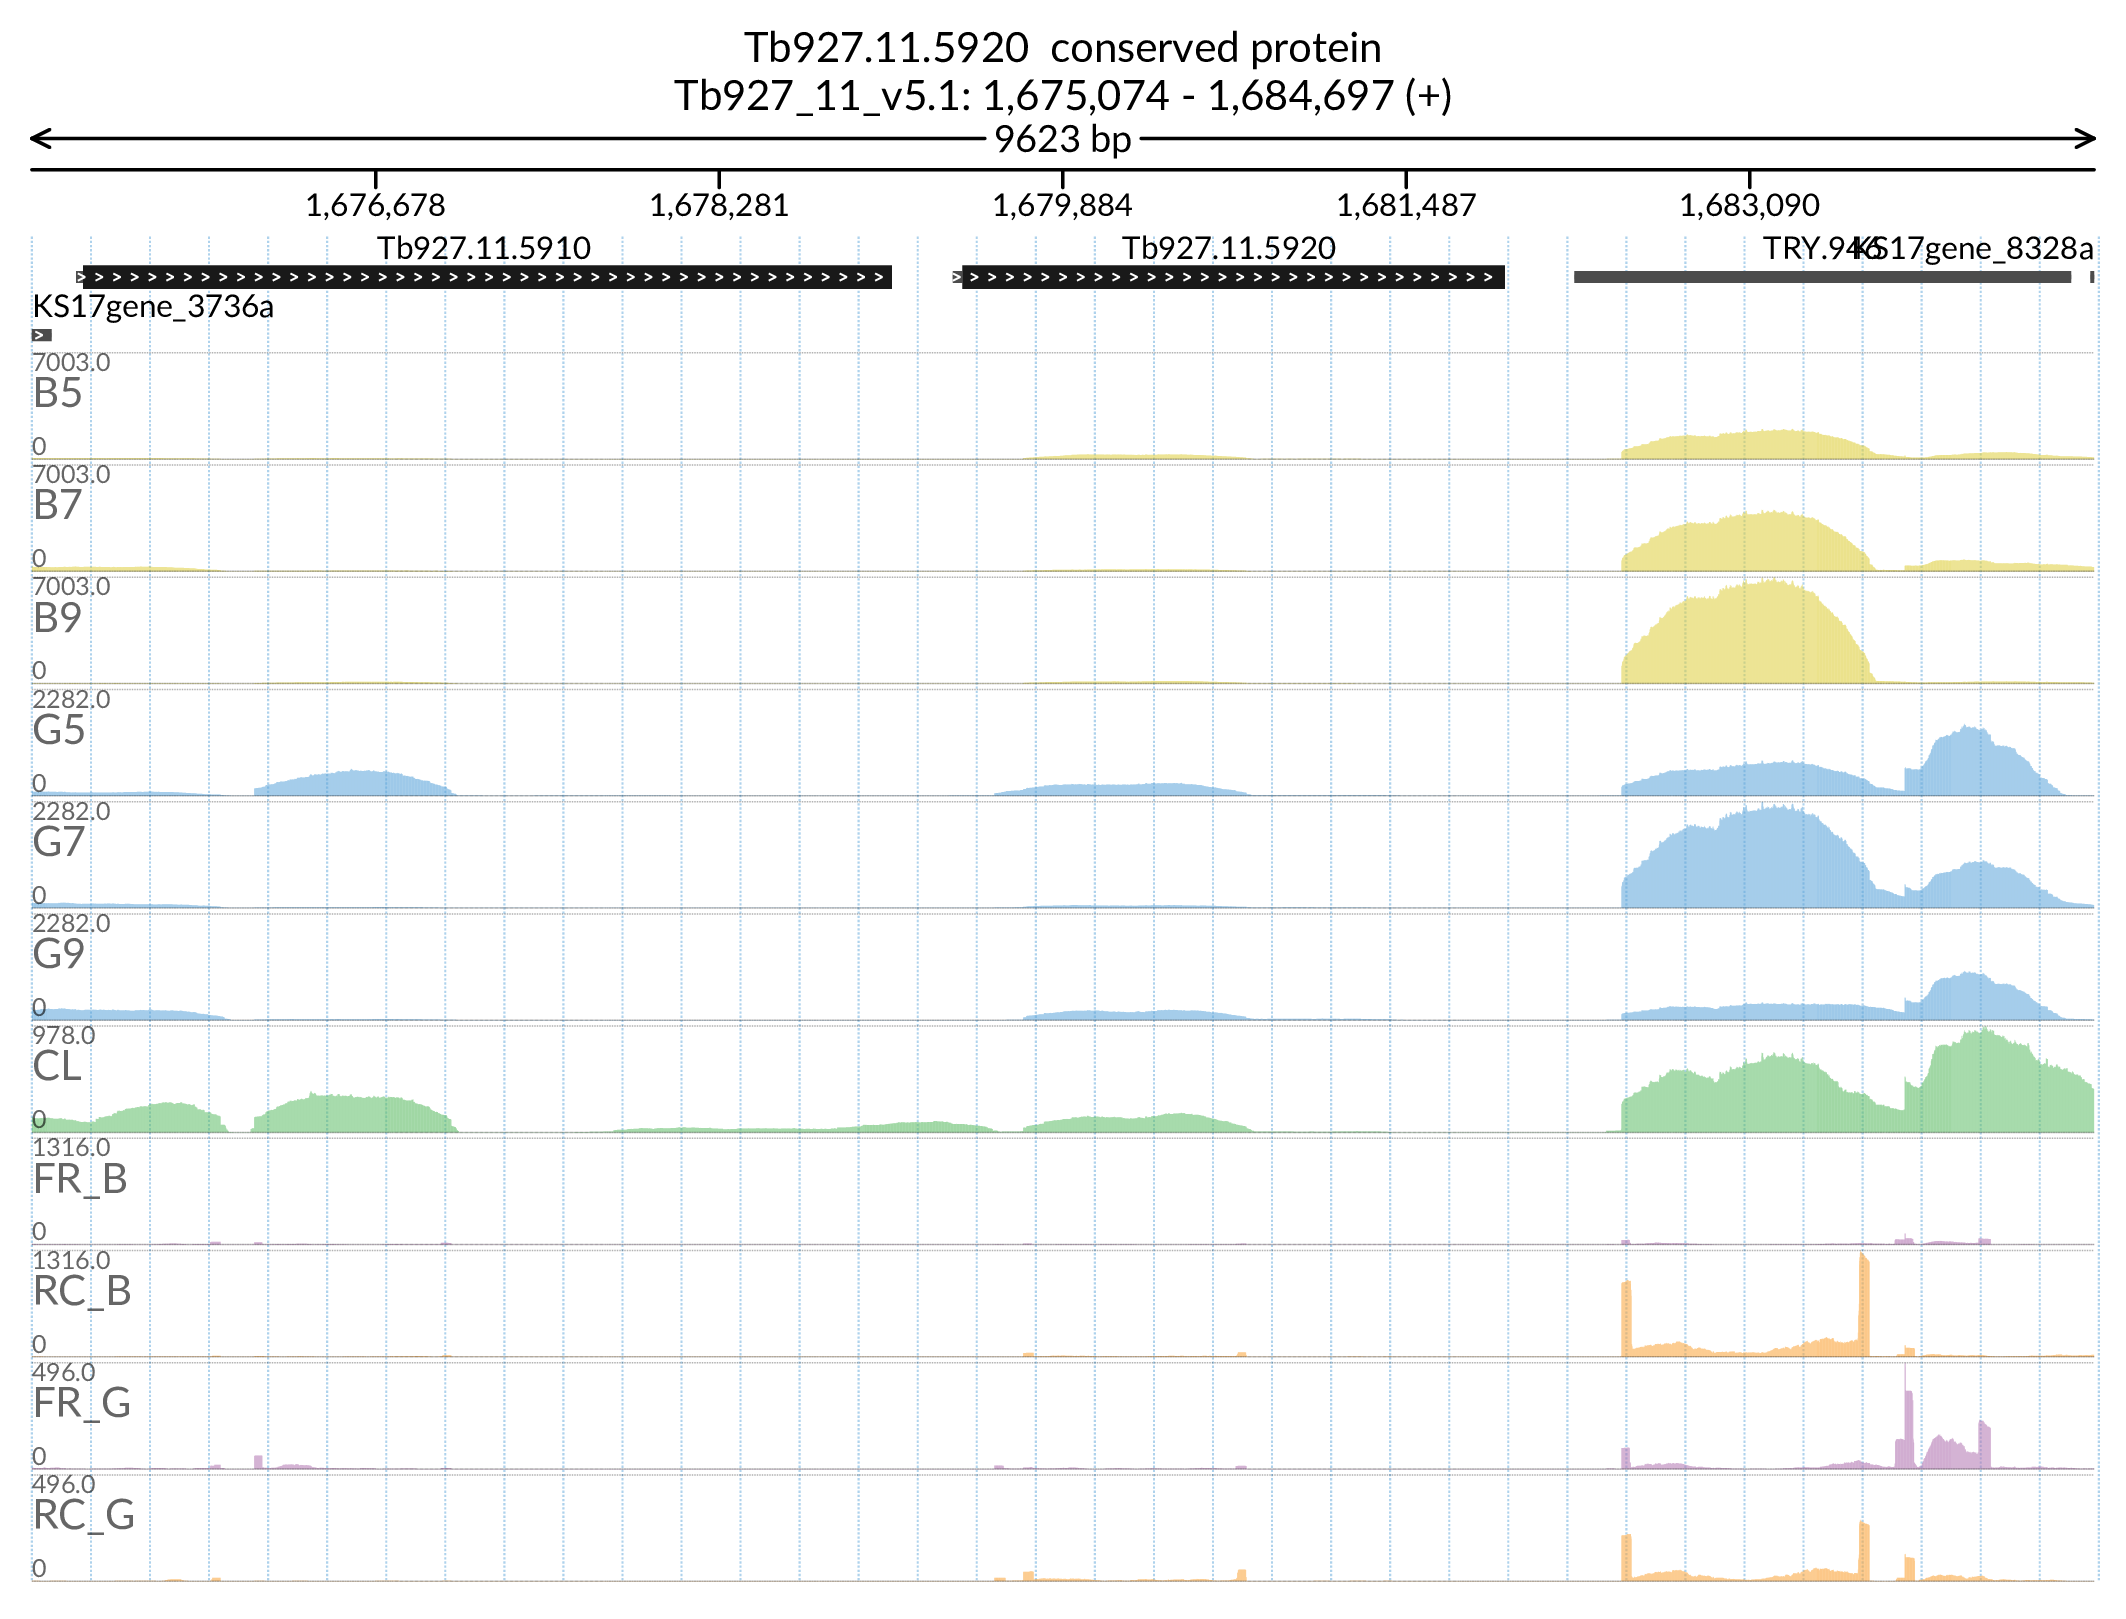 Tb927.11.5920  conserved protein
Tb927_11_v5.1: 1,675,074 - 1,684,697 (+)
9623 bp
1,676,678 1,678,281 1,679,884 1,681,487 1,683,090
Tb927.11.5910 Tb927.11.5920 TRY.946 KS17gene_8328a
KS17gene_3736a
7003.0
B5
0
7003.0
B7
0
7003.0
B9
0
2282.0
G5
0
2282.0
G7
0
2282.0
G9
0
978.0
CL
0
1316.0
FR_B
0
1316.0
RC_B
0
496.0
FR_G
0
496.0
RC_G
0